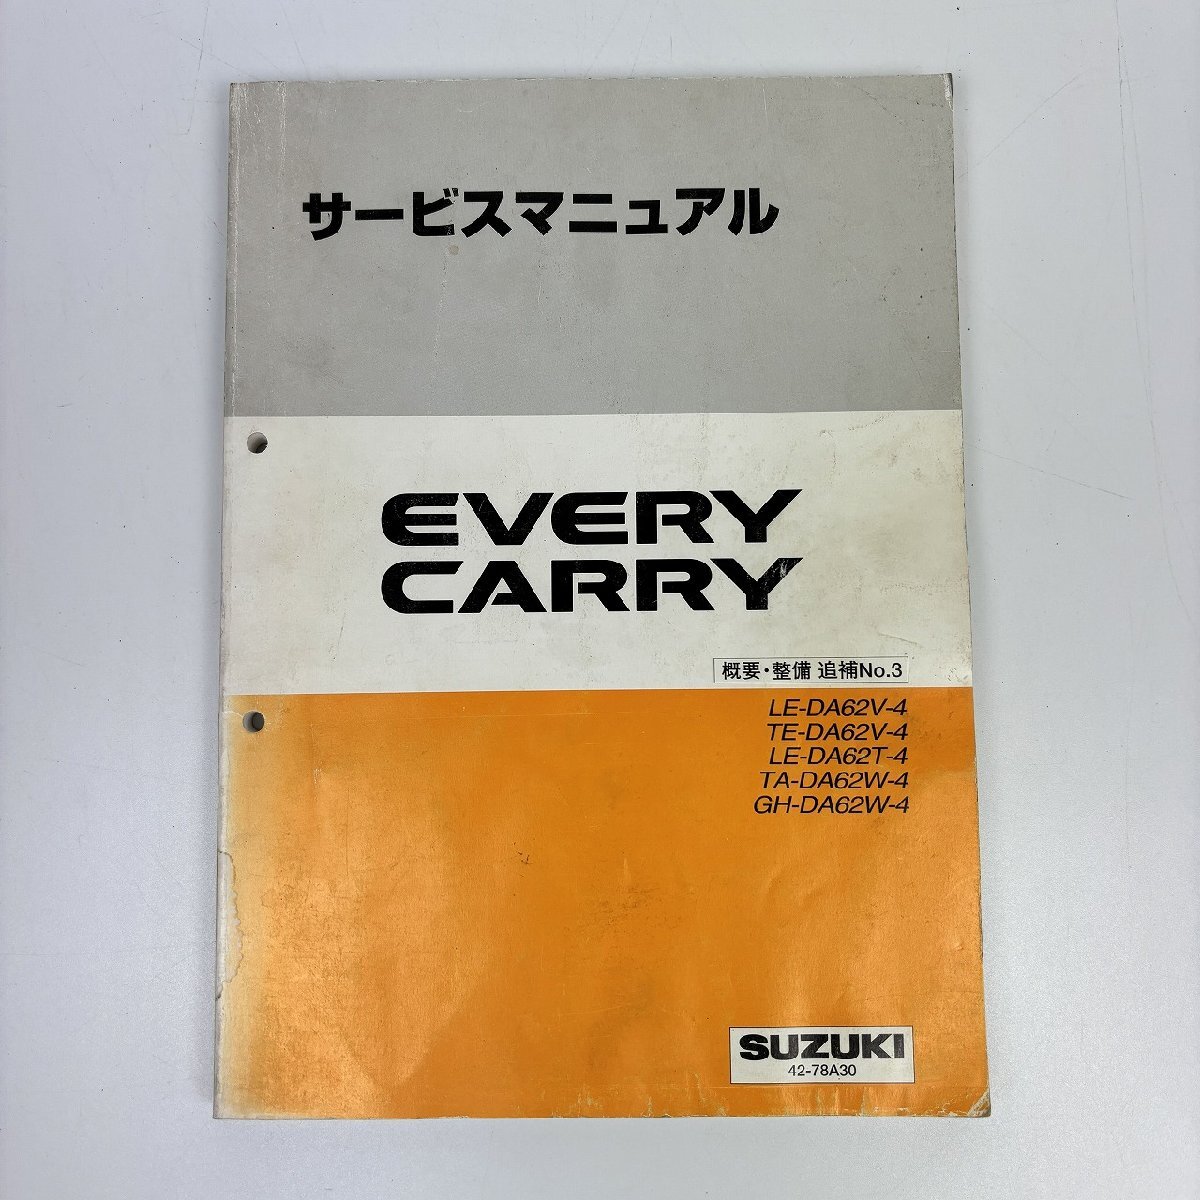 サービスマニュアル
EVERY
CARRY
概要・整備 追補No.3
LE-DA62V-4
TE-DA62V-4
LE-DA62T-4
TA-DA62W-4
GH-DA62W-4
SUZUKI
42-78A30